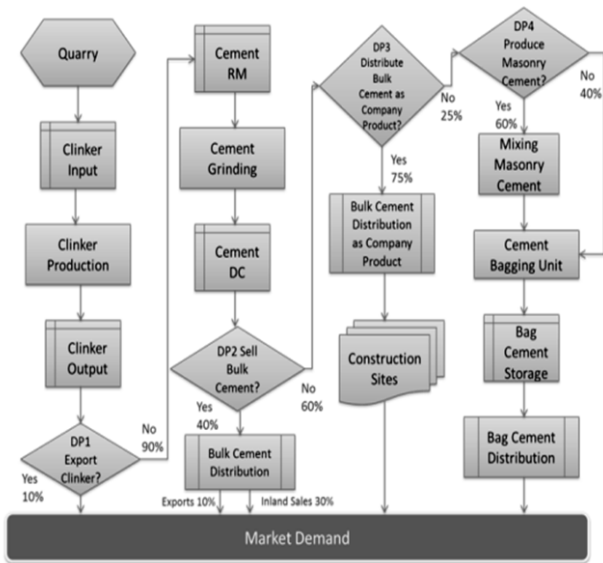 Quarry
Clinker
Input
Clinker
Production
Clinker
Output
DP1
Export
Clinker?
Yes
10%
No
90%
Cement
RM
Cement
Grinding
Cement
DC
DP2 Sell
Bulk
Cement?
Yes
40%
No
60%
Bulk Cement
Distribution
Exports 10%
Inland Sales 30%
DP3
Distribute
Bulk
Cement as
Company
Product?
No
25%
Yes
75%
Bulk Cement
Distribution
as Company
Product
Construction
Sites
DP4
Produce
Masonry
Cement?
No
40%
Yes
60%
Mixing
Masonry
Cement
Cement
Bagging Unit
Bag
Cement
Storage
Bag Cement
Distribution
Market Demand